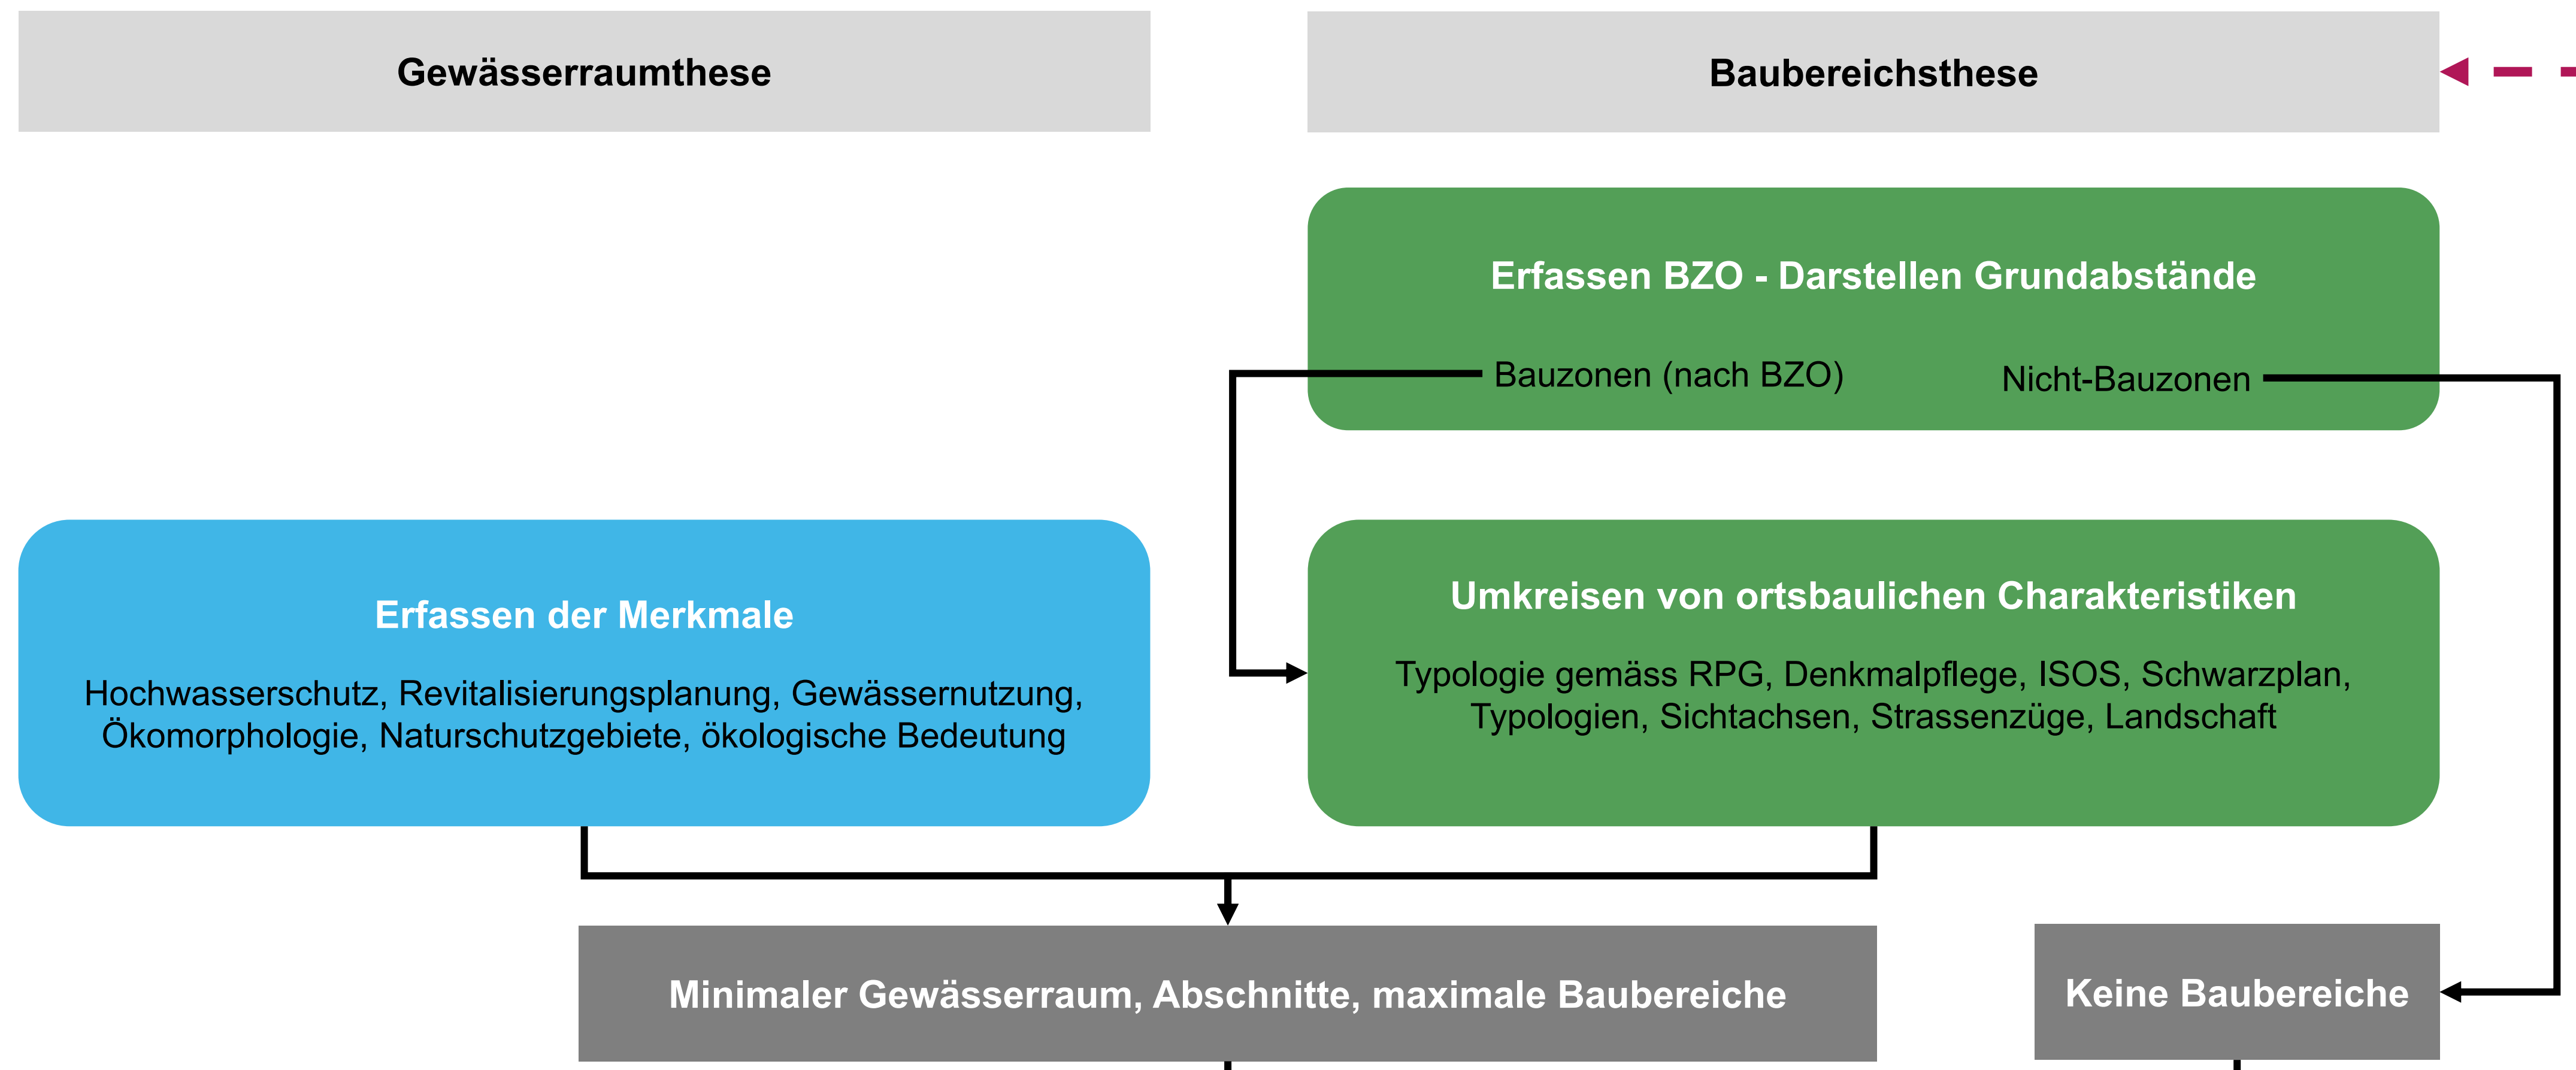 Gewässerraumthese
Baubereichsthese
Erfassen BZO - Darstellen Grundabstände
Bauzonen (nach BZO)
Nicht-Bauzonen
Erfassen der Merkmale
Hochwasserschutz, Revitalisierungsplanung, Gewässernutzung,
Ökomorphologie, Naturschutzgebiete, ökologische Bedeutung
Umkreisen von ortsbaulichen Charakteristiken
Typologie gemäss RPG, Denkmalpflege, ISOS, Schwarzplan,
Typologien, Sichtachsen, Strassenzüge, Landschaft
Minimaler Gewässerraum, Abschnitte, maximale Baubereiche
Keine Baubereiche